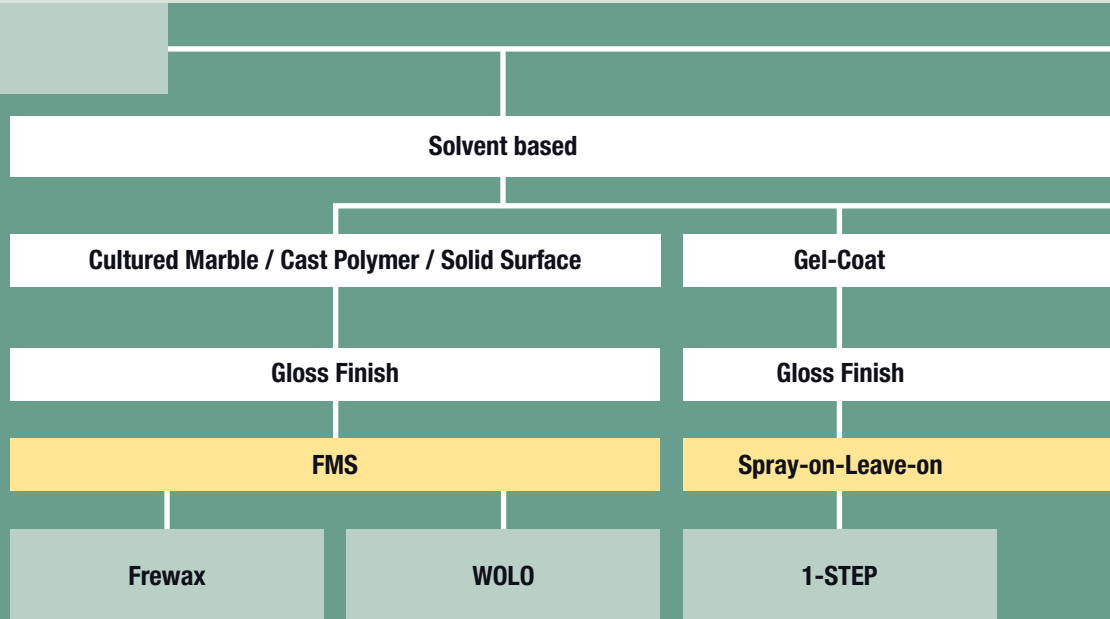 Solvent based
Cultured Marble / Cast Polymer / Solid Surface
Gel-Coat
Gloss Finish
Gloss Finish
FMS
Spray-on-Leave-on
Frewax
WOLO
1-STEP